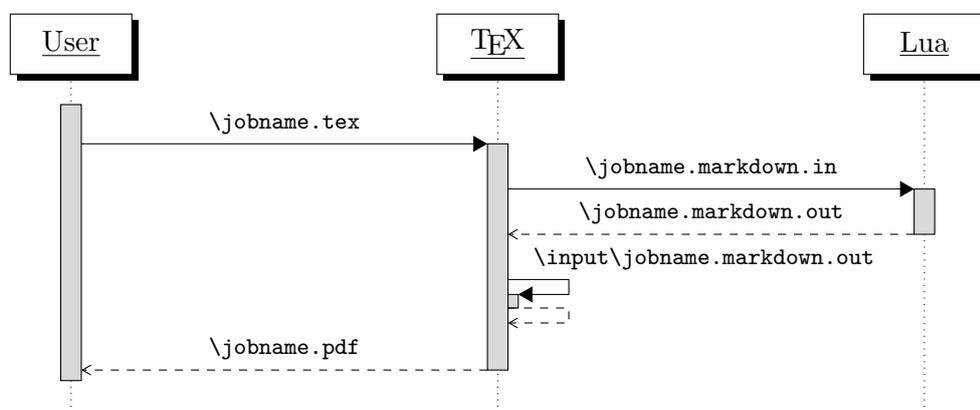 User
TEX
Lua
\jobname.tex
\jobname.markdown.in
\jobname.markdown.out
\input\jobname.markdown.out
\jobname.pdf